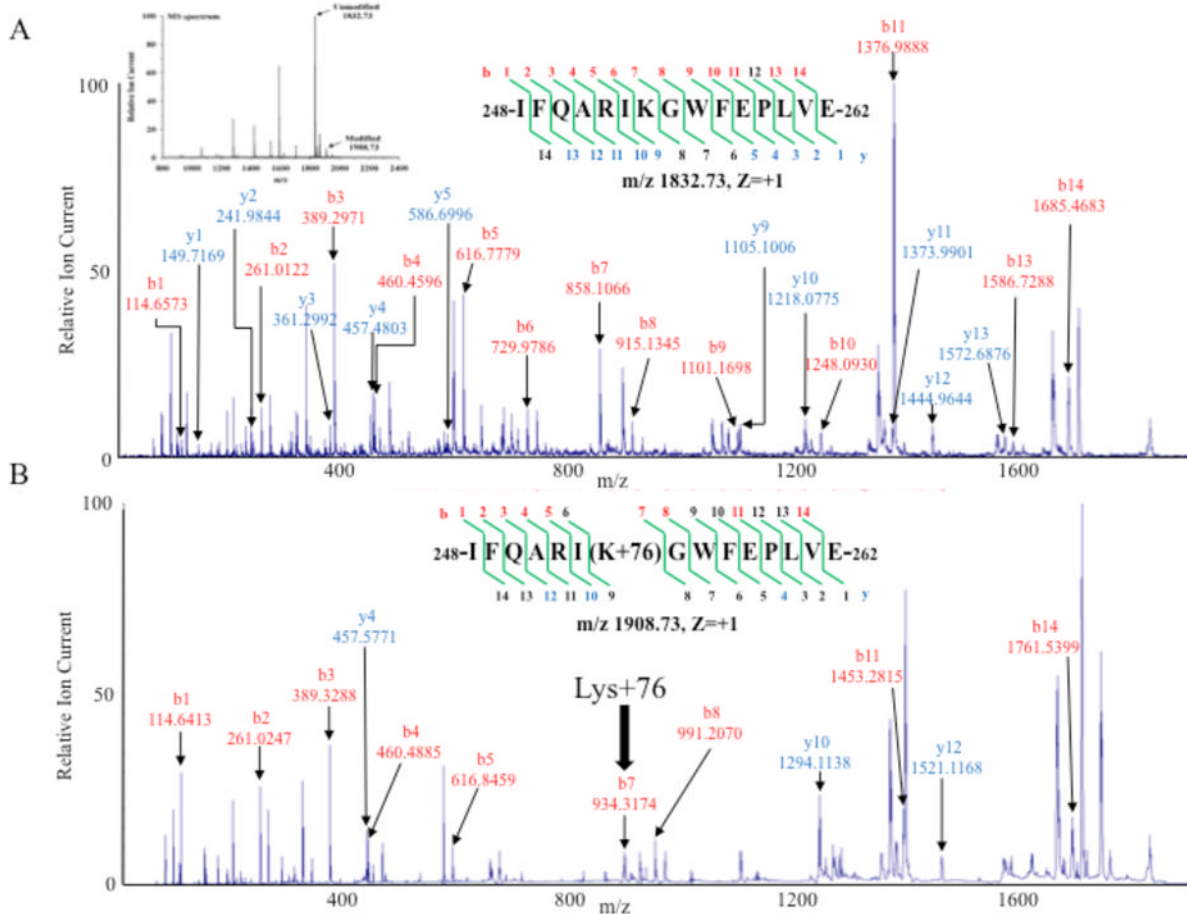 A
MS spectrum
Unmodified
1832.73
Relative Ion Current
100
80
60
40
20
0
Modified
1908.73
800 1000 1200 1400 1600 1800 2000 2200 2400
m/z
b 1 2 3 4 5 6 7 8 9 10 11 12 13 14
248-IFQARIKGWFEPLVE-262
14 13 12 11 10 9 8 7 6 5 4 3 2 1 y
m/z 1832.73, Z=+1
Relative Ion Current
100
50
0
b1
114.6573
y1
149.7169
y2
241.9844
b2
261.0122
y3
361.2992
b3
389.2971
y4
457.4803
b4
460.4596
y5
586.6996
b5
616.7779
b6
729.9786
b7
858.1066
b8
915.1345
b9
1101.1698
y9
1105.1006
y10
1218.0775
b10
1248.0930
b11
1376.9888
y11
1373.9901
y12
1444.9644
y13
1572.6876
b13
1586.7288
b14
1685.4683
400 800 1200 1600
m/z
B
b 1 2 3 4 5 6 7 8 9 10 11 12 13 14
248-IFQARI(K+76)GWFEPLVE-262
14 13 12 11 10 9 8 7 6 5 4 3 2 1 y
m/z 1908.73, Z=+1
Relative Ion Current
100
50
0
b1
114.6413
b2
261.0247
b3
389.3288
y4
457.5771
b4
460.4885
b5
616.8459
Lys+76
b7
934.3174
b8
991.2070
y10
1294.1138
b11
1453.2815
y12
1521.1168
b14
1761.5399
400 800 1200 1600
m/z